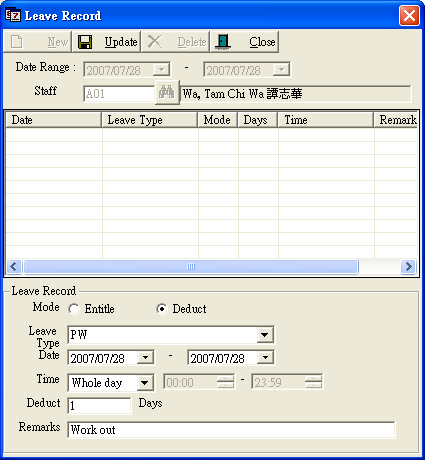 Leave Record
New Update Delete Close
Date Range : 2007/07/28 - 2007/07/28
Staff A01 Wa, Tam Chi Wa 譚志華
Date Leave Type Mode Days Time Remark
Leave Record
Mode Entitle Deduct
Leave Type PW
Date 2007/07/28 - 2007/07/28
Time Whole day 00:00 - 23:59
Deduct 1 Days
Remarks Work out